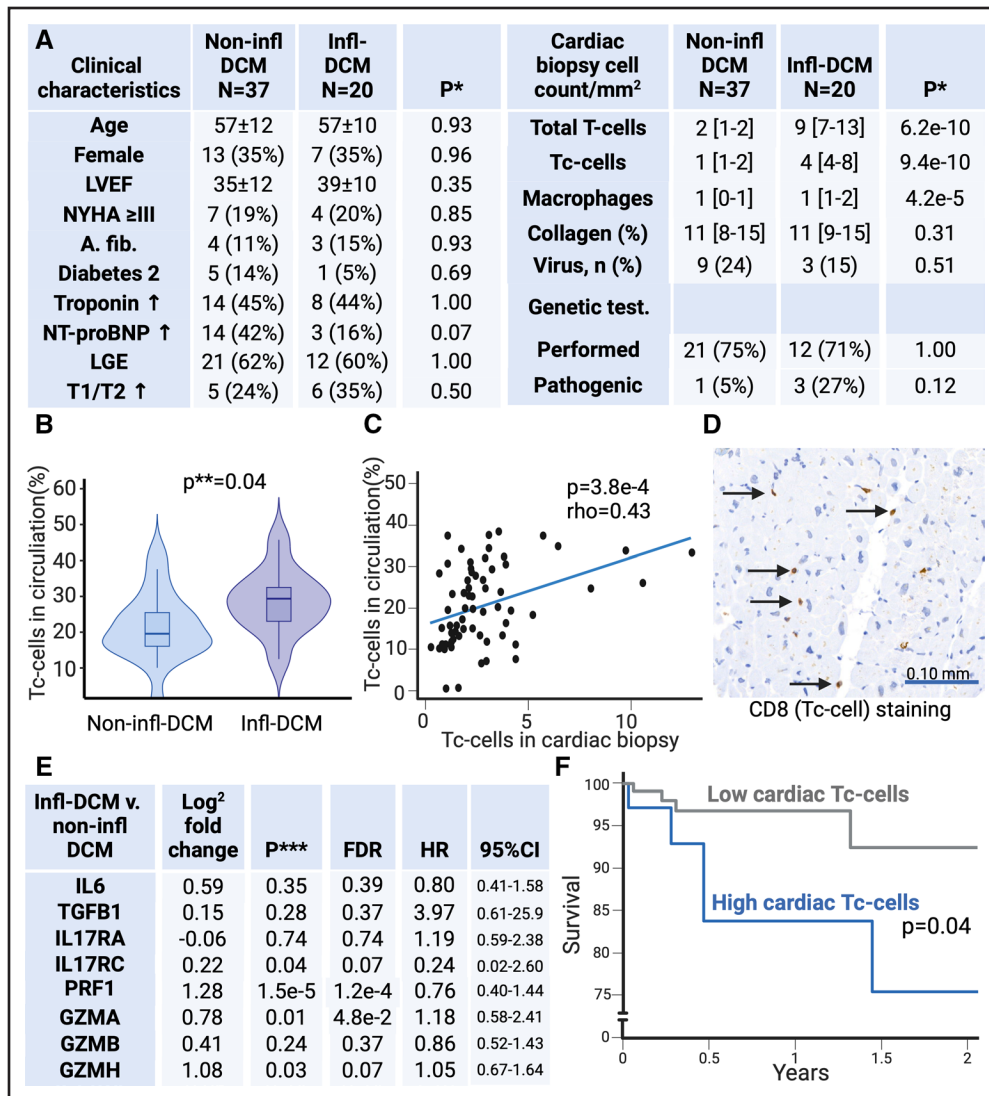 A
Clinical characteristics | Non-infl DCM N=37 | Infl-DCM N=20 | P*
Age 57±12 57±10 0.93
Female 13 (35%) 7 (35%) 0.96
LVEF 35±12 39±10 0.35
NYHA ≥III 7 (19%) 4 (20%) 0.85
A. fib. 4 (11%) 3 (15%) 0.93
Diabetes 2 5 (14%) 1 (5%) 0.69
Troponin ↑ 14 (45%) 8 (44%) 1.00
NT-proBNP ↑ 14 (42%) 3 (16%) 0.07
LGE 21 (62%) 12 (60%) 1.00
T1/T2 ↑ 5 (24%) 6 (35%) 0.50
Cardiac biopsy cell count/mm² | Non-infl DCM N=37 | Infl-DCM N=20 | P*
Total T-cells 2 [1-2] 9 [7-13] 6.2e-10
Tc-cells 1 [1-2] 4 [4-8] 9.4e-10
Macrophages 1 [0-1] 1 [1-2] 4.2e-5
Collagen (%) 11 [8-15] 11 [9-15] 0.31
Virus, n (%) 9 (24) 3 (15) 0.51
Genetic test.
Performed 21 (75%) 12 (71%) 1.00
Pathogenic 1 (5%) 3 (27%) 0.12
B
Tc-cells in circuliation(%)
60
50
40
30
20
10
p**=0.04
Non-infl-DCM Infl-DCM
C
Tc-cells in circulation(%)
50
40
30
20
10
0
p=3.8e-4
rho=0.43
0 5 10
Tc-cells in cardiac biopsy
D
0.10 mm
CD8 (Tc-cell) staining
E
Infl-DCM v. non-infl DCM | Log² fold change | P*** | FDR | HR | 95%CI
IL6 0.59 0.35 0.39 0.80 0.41-1.58
TGFB1 0.15 0.28 0.37 3.97 0.61-25.9
IL17RA -0.06 0.74 0.74 1.19 0.59-2.38
IL17RC 0.22 0.04 0.07 0.24 0.02-2.60
PRF1 1.28 1.5e-5 1.2e-4 0.76 0.40-1.44
GZMA 0.78 0.01 4.8e-2 1.18 0.58-2.41
GZMB 0.41 0.24 0.37 0.86 0.52-1.43
GZMH 1.08 0.03 0.07 1.05 0.67-1.64
F
Survival
100
95
90
85
80
75
0
Low cardiac Tc-cells
High cardiac Tc-cells
p=0.04
0 0.5 1 1.5 2
Years